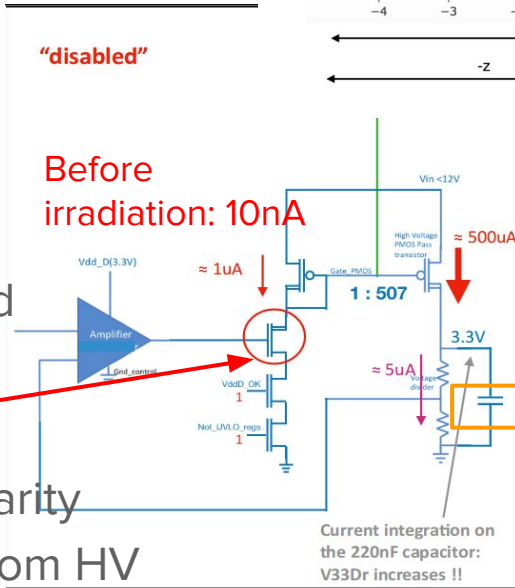 −4 −3
-z
“disabled”
Before
irradiation: 10nA
Vin <12V
High Voltage
PMOS Pass
transistor
≈ 500uA
Vdd_D(3.3V)
≈ 1uA
Gate_PMOS
1 : 507
d
Amplifier
3.3V
Gnd_control
≈ 5uA
Voltage
divider
VddD_OK
1
Not_UVLO_regs
1
arity
om HV
Current integration on
the 220nF capacitor:
V33Dr increases !!